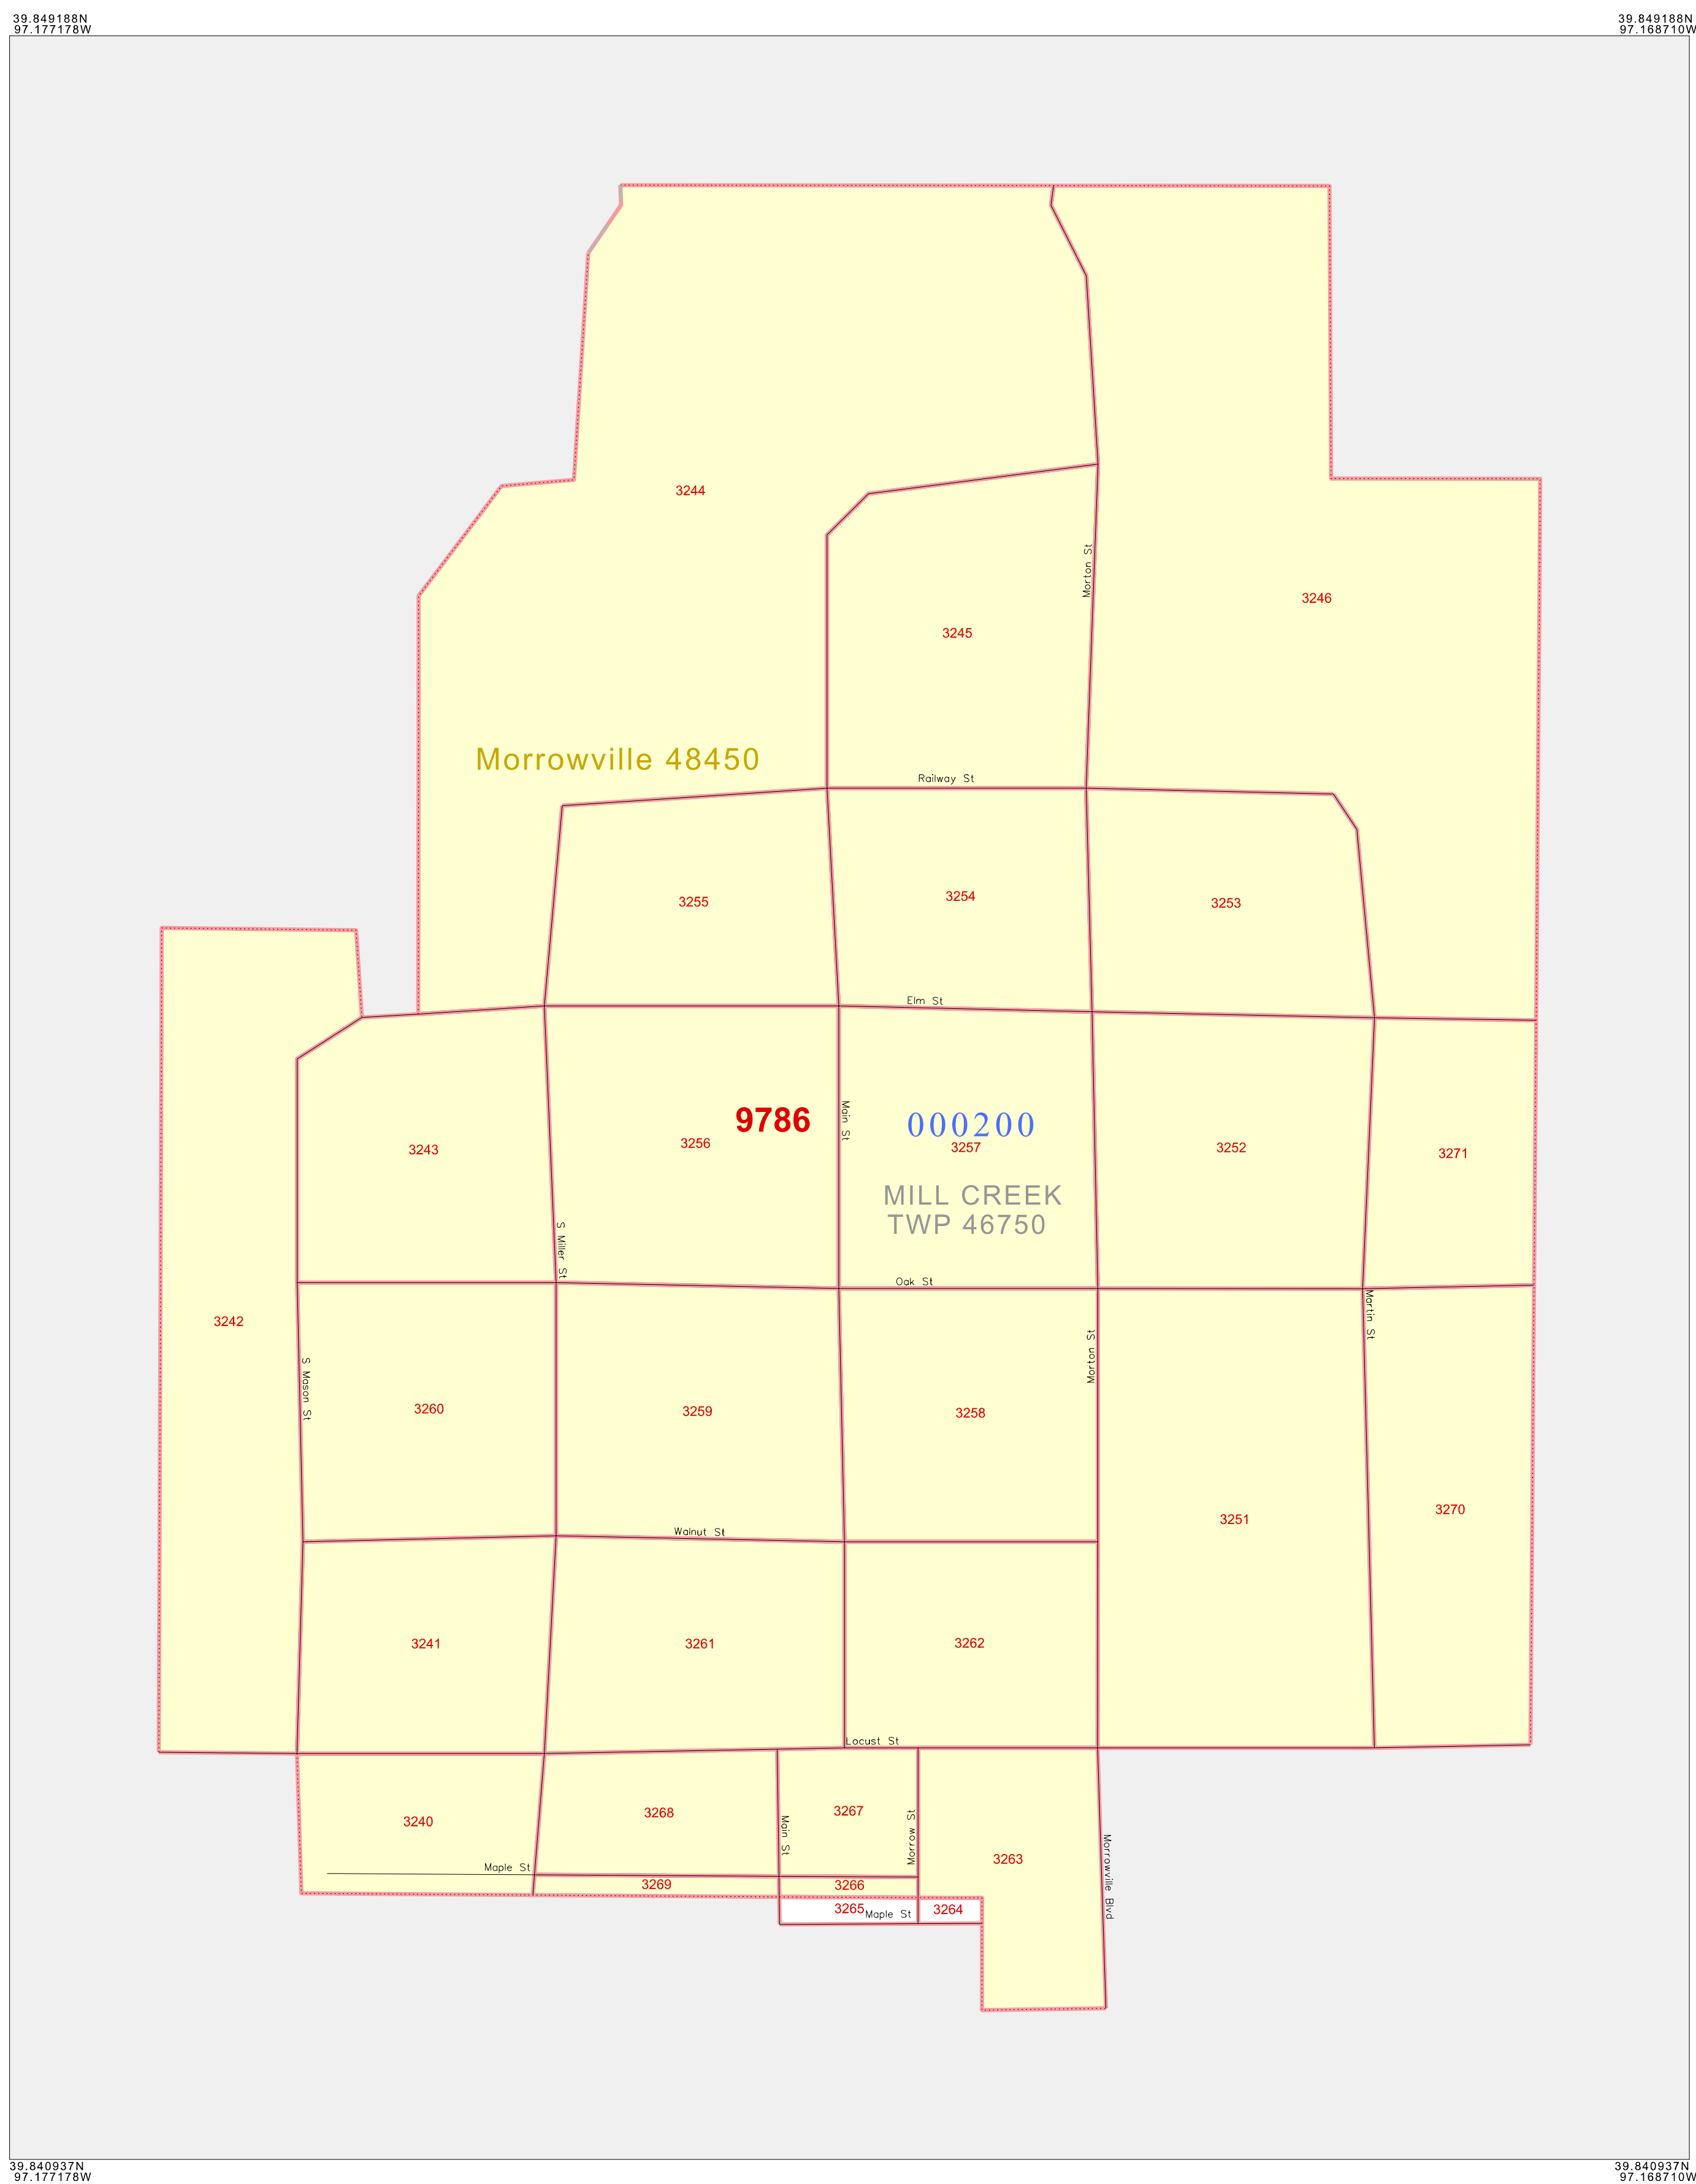 39.849188N
97.177178W
39.849188N
97.168710W
3244
Morton St
3246
3245
Morrowville 48450
Railway St
3255
3254
3253
Elm St
9786
Main St
000200
3243
3256
3257
3252
3271
MILL CREEK
TWP 46750
S Miller St
Oak St
Martin St
3242
S Mason St
Morton St
3260
3259
3258
3251
3270
Walnut St
3241
3261
3262
Locust St
3240
3268
Main St
3267
Morrow St
3263
Morrowville Blvd
Maple St
3269
3266
3265
Maple St
3264
39.840937N
97.177178W
39.840937N
97.168710W